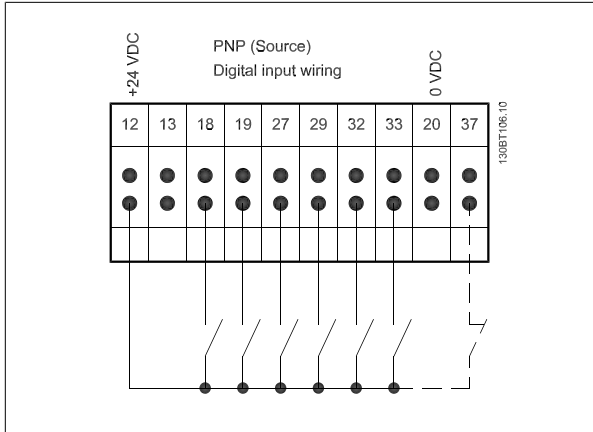 +24 VDC
PNP (Source)
Digital input wiring
0 VDC
12 13 18 19 27 29 32 33 20 37
130BT106.10